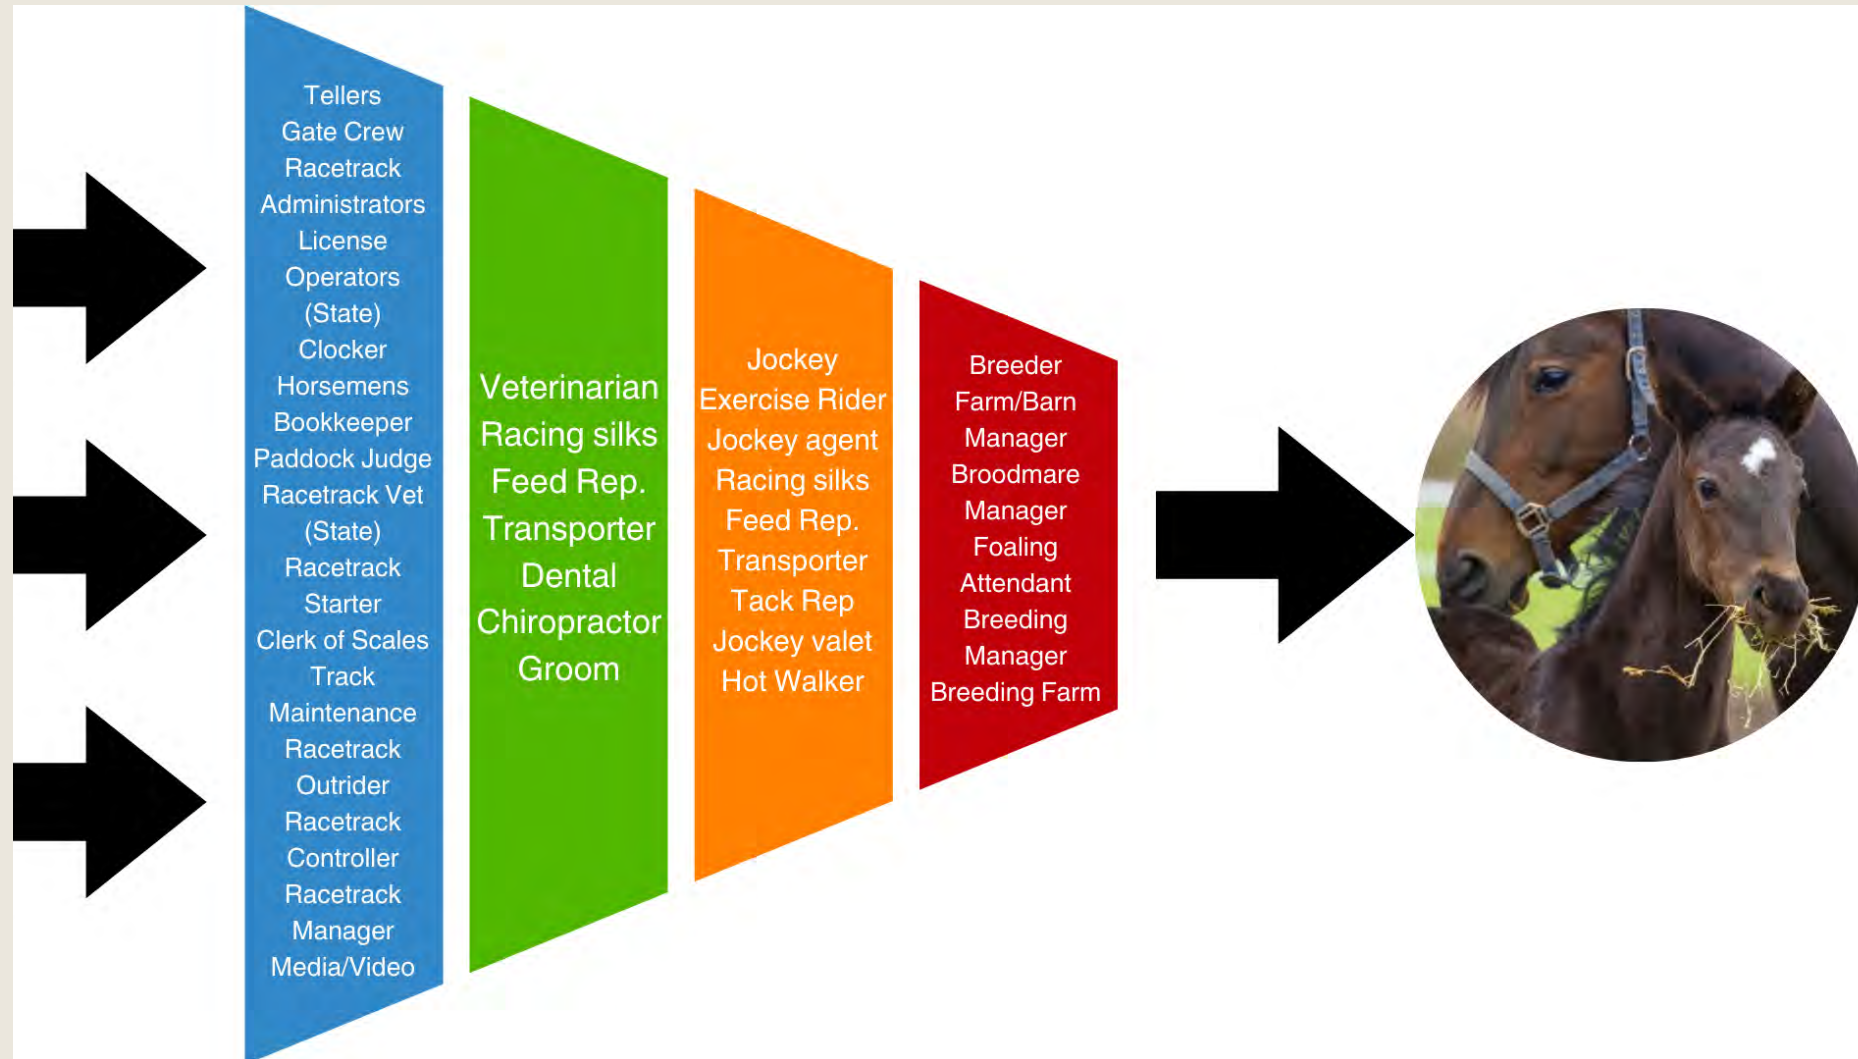 Tellers
Gate Crew
Racetrack
Administrators
License
Operators
(State)
Clocker
Horsemens
Bookkeeper
Paddock Judge
Racetrack Vet
(State)
Racetrack
Starter
Clerk of Scales
Track
Maintenance
Racetrack
Outrider
Racetrack
Controller
Racetrack
Manager
Media/Video
Veterinarian
Racing silks
Feed Rep.
Transporter
Dental
Chiropractor
Groom
Jockey
Exercise Rider
Jockey agent
Racing silks
Feed Rep.
Transporter
Tack Rep
Jockey valet
Hot Walker
Breeder
Farm/Barn
Manager
Broodmare
Manager
Foaling
Attendant
Breeding
Manager
Breeding Farm